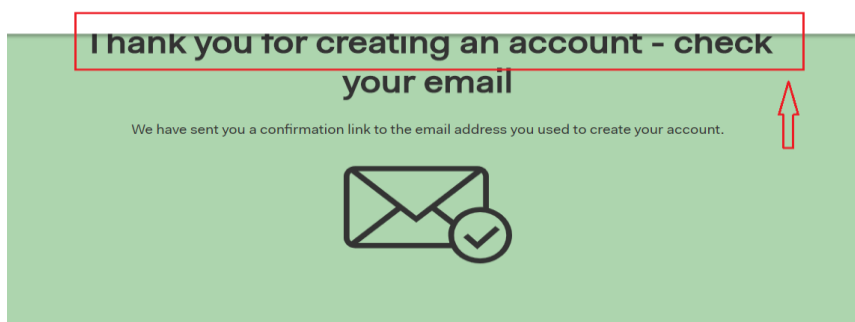 Thank you for creating an account - check
your email
We have sent you a confirmation link to the email address you used to create your account.